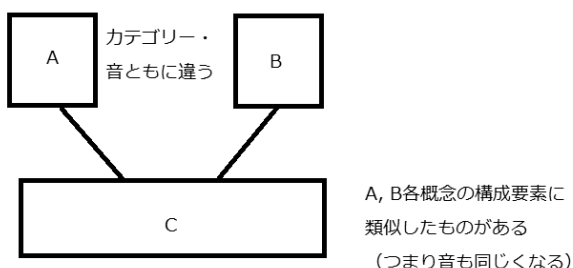 A
カテゴリー・
音ともに違う
B
C
A, B各概念の構成要素に
類似したものがある
（つまり音も同じくなる）